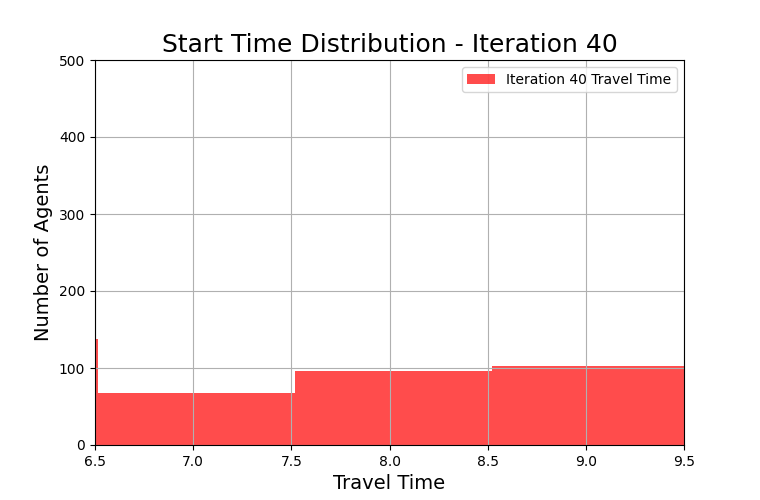 Start Time Distribution - Iteration 40
Iteration 40 Travel Time
500
400
300
200
100
0
Number of Agents
6.5 7.0 7.5 8.0 8.5 9.0 9.5
Travel Time